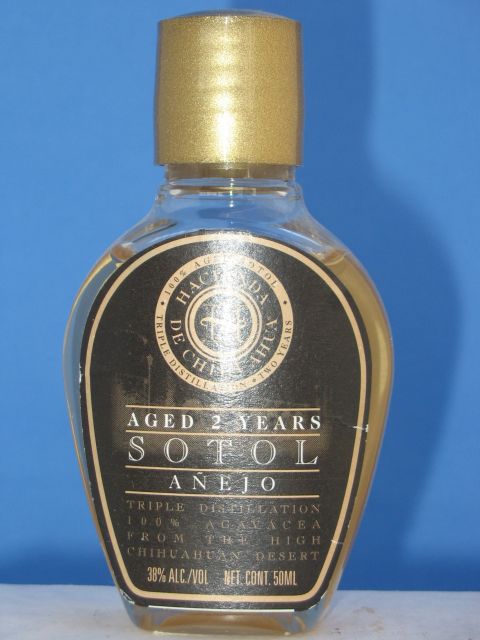 100% AGED SOTOL
HACIENDA
DE CHIHUAHUA
TRIPLE DISTILLATION • TWO YEARS
AGED 2 YEARS
SOTOL
AÑEJO
TRIPLE DISTILLATION
100% AGAVACEA
FROM THE HIGH
CHIHUAHUAN DESERT
38% ALC./VOL NET. CONT. 50ML